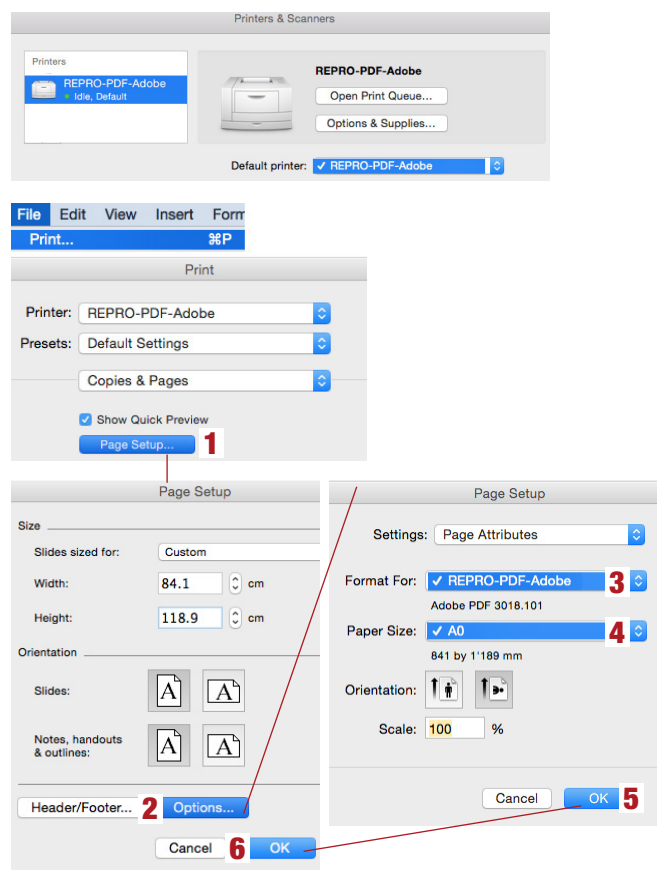 Printers & Scanners
Printers
REPRO-PDF-Adobe
Idle, Default
REPRO-PDF-Adobe
Open Print Queue...
Options & Supplies...
Default printer: ✓ REPRO-PDF-Adobe
File Edit View Insert Form
Print... ⌘P
Print
Printer: REPRO-PDF-Adobe
Presets: Default Settings
Copies & Pages
✓ Show Quick Preview
Page Setup... 1
Page Setup
Size
Slides sized for: Custom
Width: 84.1 cm
Height: 118.9 cm
Orientation
Slides: A A
Notes, handouts
& outlines: A A
Header/Footer... 2 Options...
Cancel 6 OK
Page Setup
Settings: Page Attributes
Format For: ✓ REPRO-PDF-Adobe 3
Adobe PDF 3018.101
Paper Size: ✓ A0 4
841 by 1'189 mm
Orientation:
Scale: 100 %
Cancel OK 5